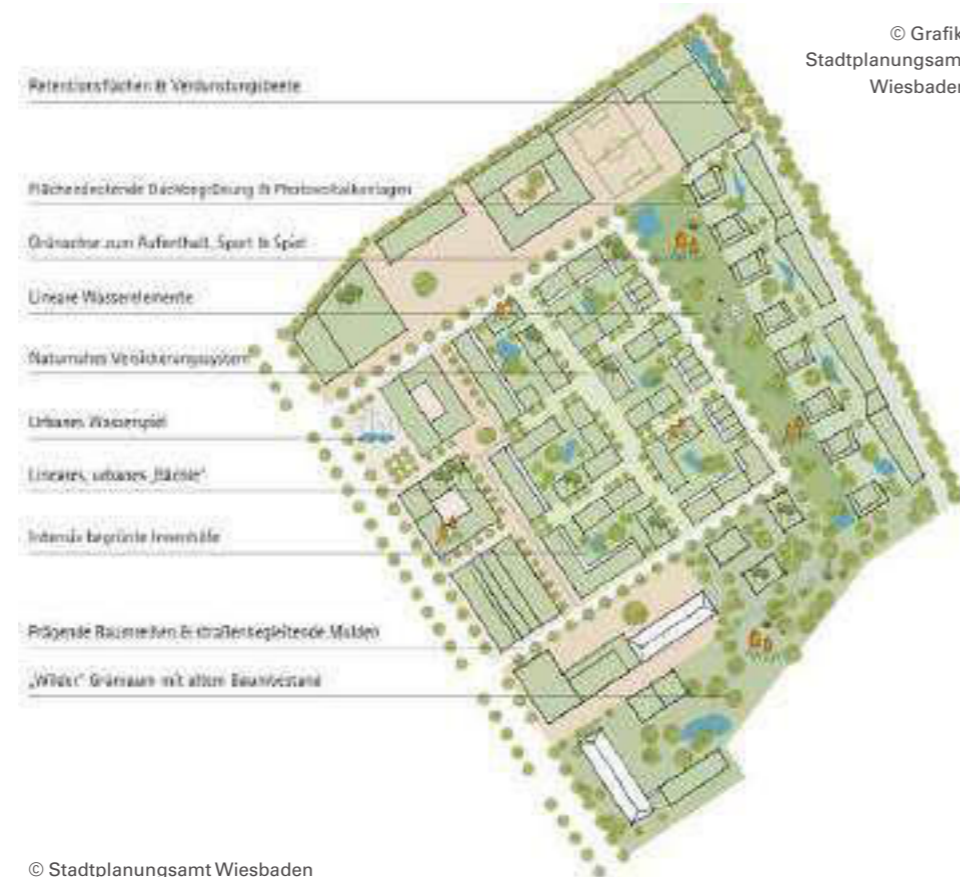 © Grafik
Stadtplanungsam
Wiesbaden
Retentionsflächen & Verdunstungsbeete
Flächendeckende Dachbegrünung & Photovoltaikanlagen
Grünachse zum Aufenthalt, Sport & Spiel
Lineare Wasserelemente
Naturnahes Versickerungssystem
Urbanes Wasserspiel
Lineares, urbanes „Bächle“
Intensiv begrünte Innenhöfe
Prägende Baumreihen & straßenbegleitende Mulden
„Wilder“ Grünraum mit altem Baumbestand
© Stadtplanungsamt Wiesbaden